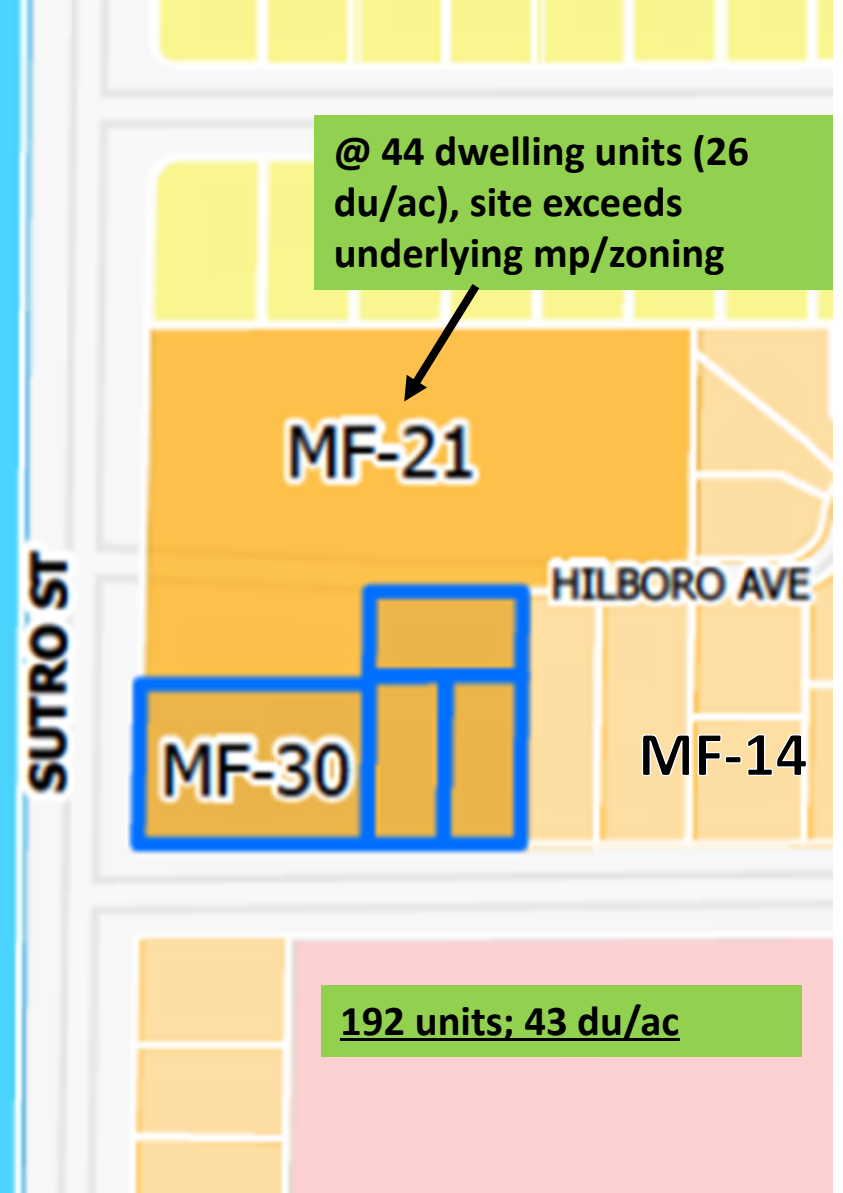 @ 44 dwelling units (26
du/ac), site exceeds
underlying mp/zoning
MF-21
HILBORO AVE
SUTRO ST
MF-30
MF-14
192 units; 43 du/ac